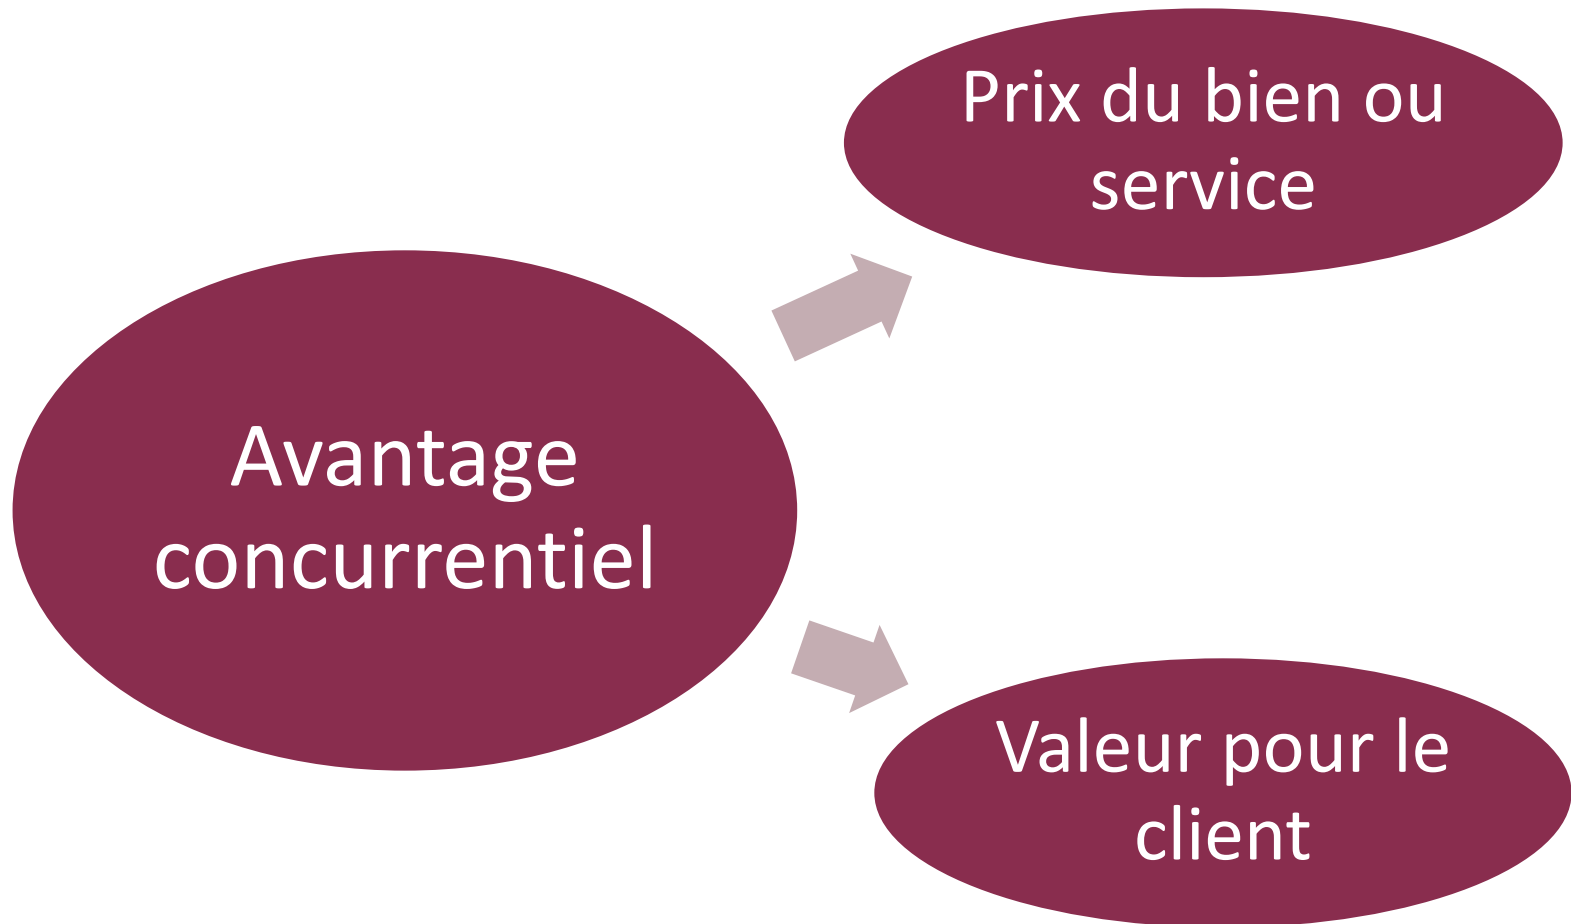 Prix du bien ou
service
Avantage
concurrentiel
Valeur pour le
client